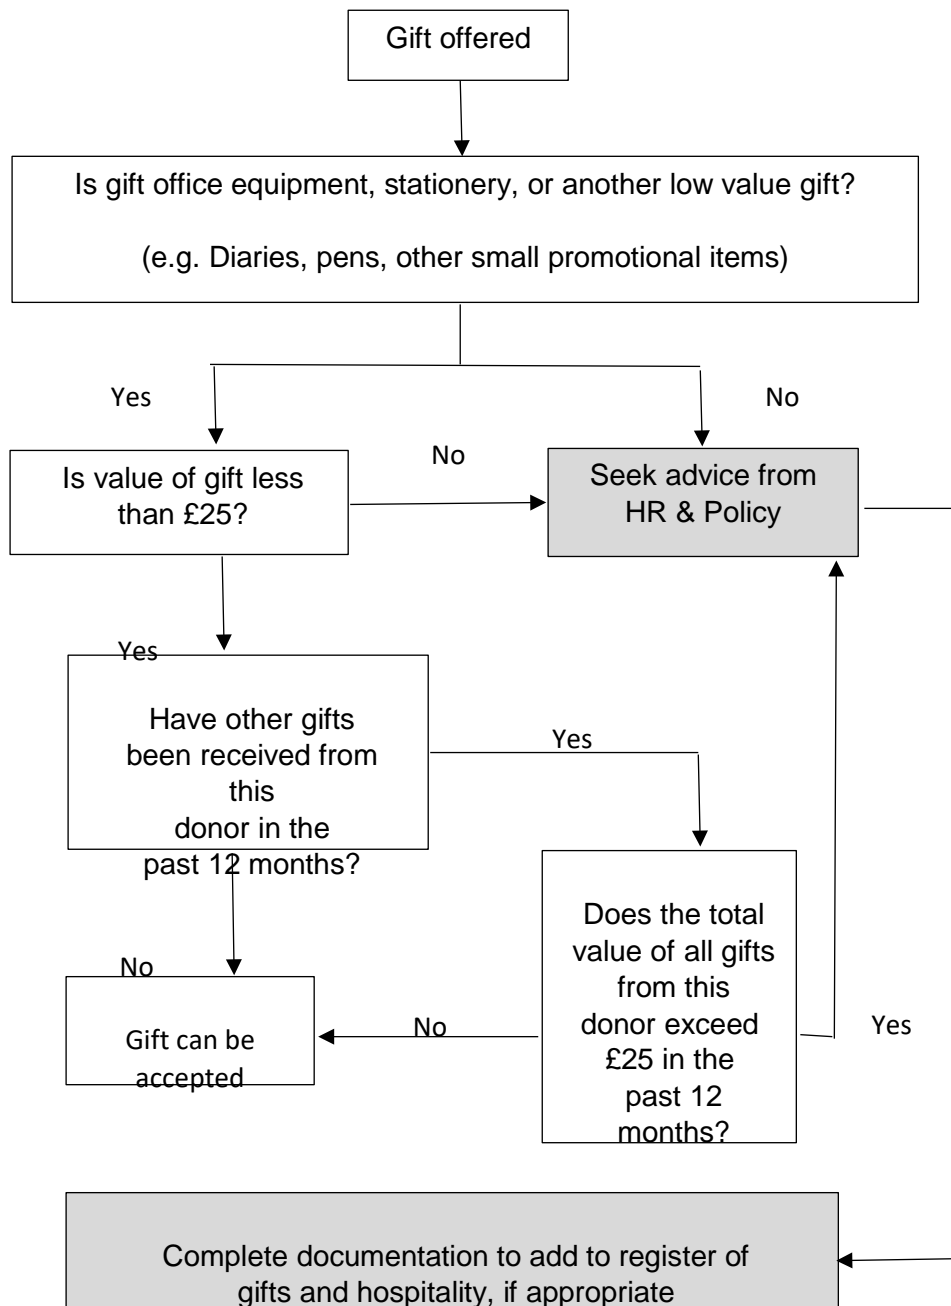 Gift offered
Is gift office equipment, stationery, or another low value gift?
(e.g. Diaries, pens, other small promotional items)
Yes
No
Is value of gift less
than £25?
No
Seek advice from
HR & Policy
Yes
Have other gifts
been received from
this
donor in the
past 12 months?
Yes
Does the total
value of all gifts
from this
donor exceed
£25 in the
past 12
months?
No
Gift can be
accepted
No
Yes
Complete documentation to add to register of
gifts and hospitality, if appropriate